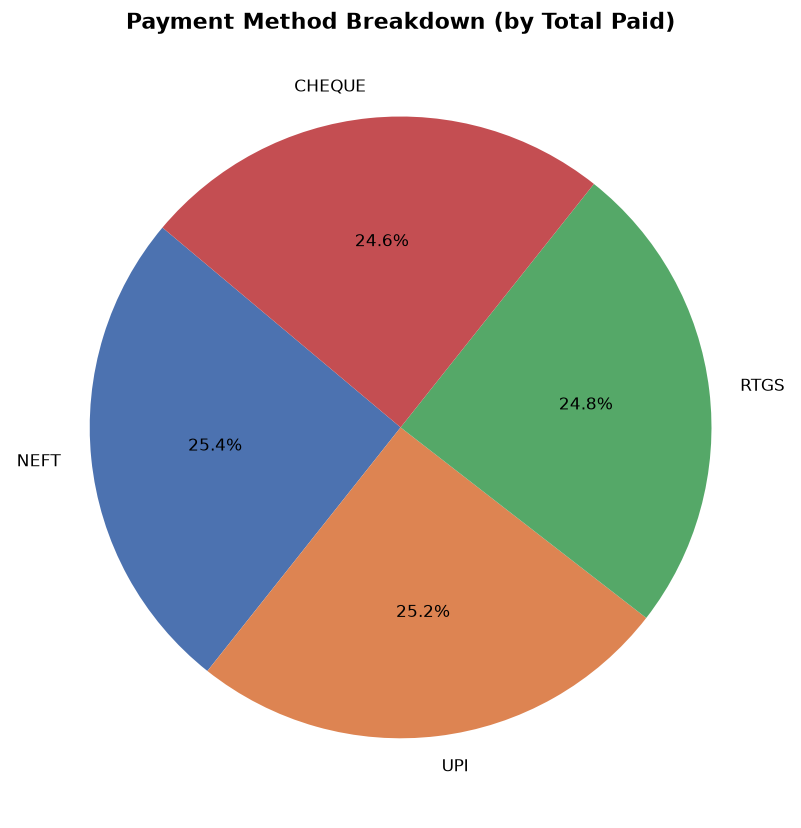 Payment Method Breakdown (by Total Paid)
CHEQUE
24.6%
RTGS
24.8%
NEFT
25.4%
UPI
25.2%